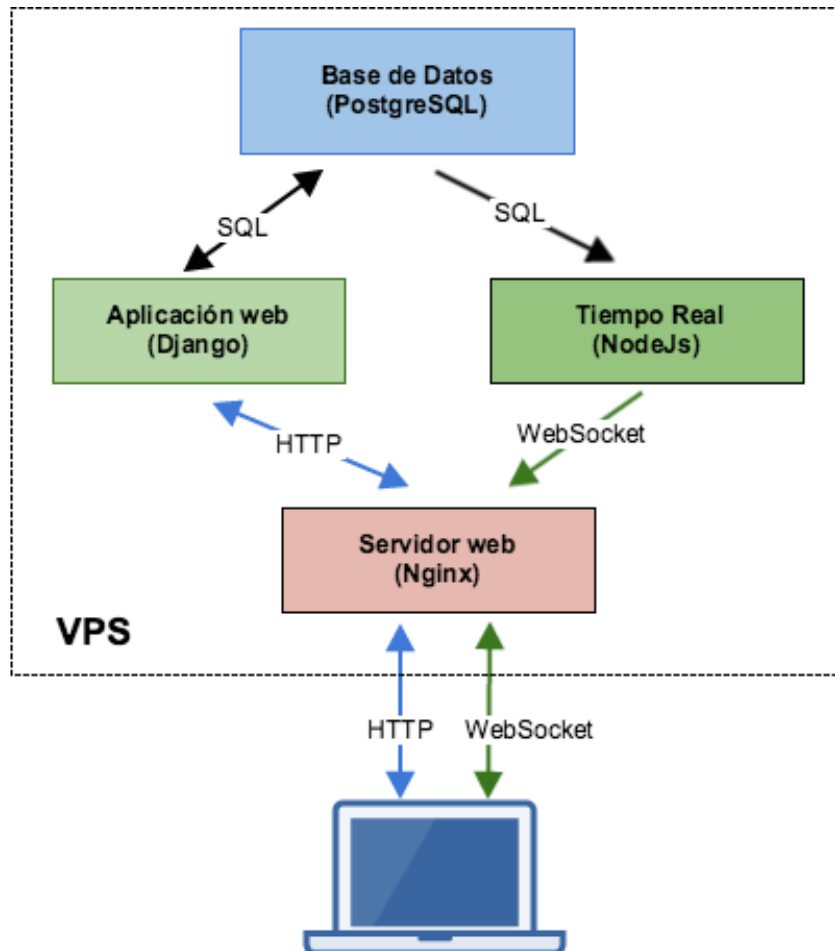 Base de Datos
(PostgreSQL)
SQL
SQL
Aplicación web
(Django)
Tiempo Real
(NodeJs)
HTTP
WebSocket
Servidor web
(Nginx)
VPS
HTTP
WebSocket